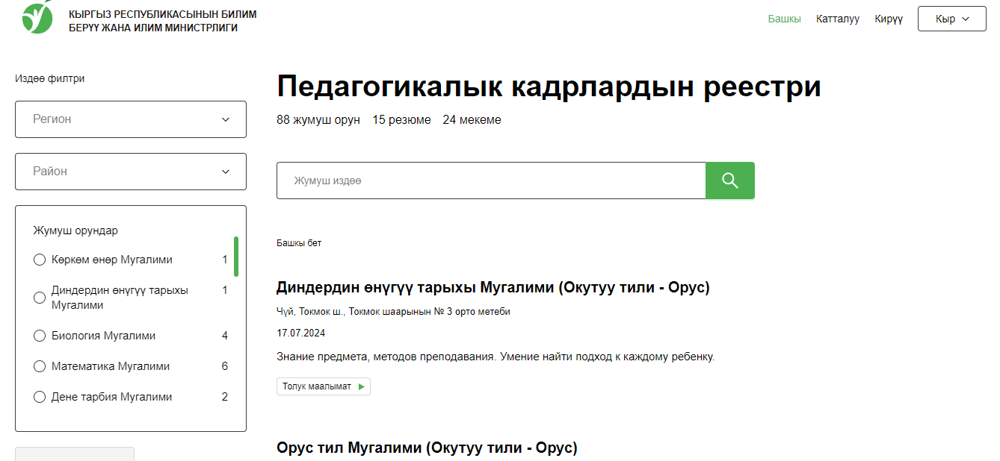 КЫРГЫЗ РЕСПУБЛИКАСЫНЫН БИЛИМ
БЕРҮҮ ЖАНА ИЛИМ МИНИСТРЛИГИ
Башкы Катталуу Кирүү Кыр
Издөө филтри
Регион
Район
Жумуш орундар
Көркөм өнөр Мугалими 1
Диндердин өнүгүү тарыхы 1
Мугалими
Биология Мугалими 4
Математика Мугалими 6
Дене тарбия Мугалими 2
Педагогикалык кадрлардын реестри
88 жумуш орун 15 резюме 24 мекеме
Жумуш издөө
Башкы бет
Диндердин өнүгүү тарыхы Мугалими (Окутуу тили - Орус)
Чүй, Токмок ш., Токмок шаарынын № 3 орто метеби
17.07.2024
Знание предмета, методов преподавания. Умение найти подход к каждому ребенку.
Толук маалымат
Орус тил Мугалими (Окутуу тили - Орус)